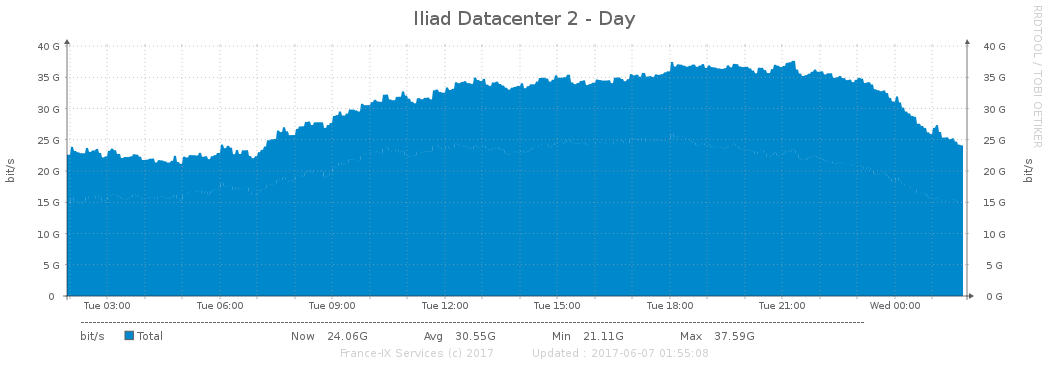 Iliad Datacenter 2 - Day
RRDTOOL / TOBI OETIKER
40 G 40 G
35 G 35 G
30 G 30 G
25 G 25 G
20 G 20 G
15 G 15 G
10 G 10 G
5 G 5 G
0 0 G
bit/s bit/s
Tue 03:00 Tue 06:00 Tue 09:00 Tue 12:00 Tue 15:00 Tue 18:00 Tue 21:00 Wed 00:00
bit/s Total Now 24.06G Avg 30.55G Min 21.11G Max 37.59G
France-IX Services (c) 2017 Updated : 2017-06-07 01:55:08